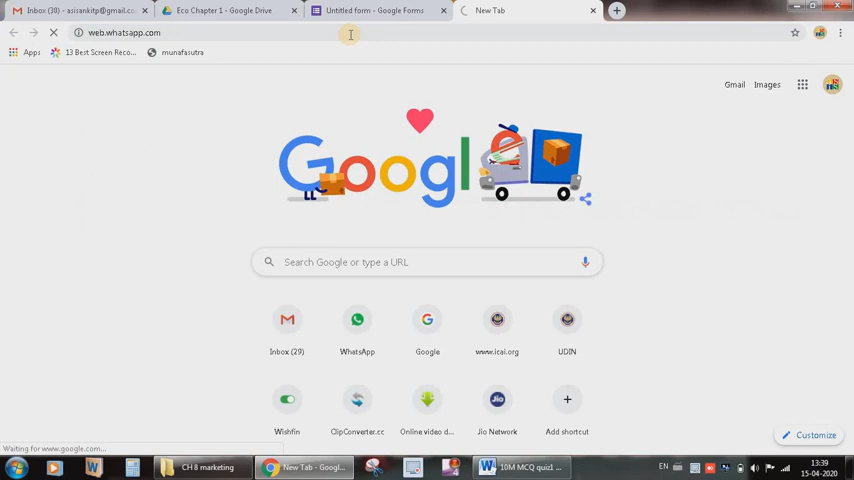 Inbox (30) - asisankitp@gmail.co
Eco Chapter 1 - Google Drive
Untitled form - Google Forms
New Tab
web.whatsapp.com
Apps
13 Best Screen Reco...
munafasutra
Gmail
Images
Google
Search Google or type a URL
Inbox (29)
WhatsApp
Google
www.icai.org
UDIN
Wishfin
ClipConverter.cc
Online video d...
Jio Network
Add shortcut
Customize
Waiting for www.google.com...
CH 8 marketing
New Tab - Googl...
10M MCQ quiz1 ...
EN
13:39
15-04-2020